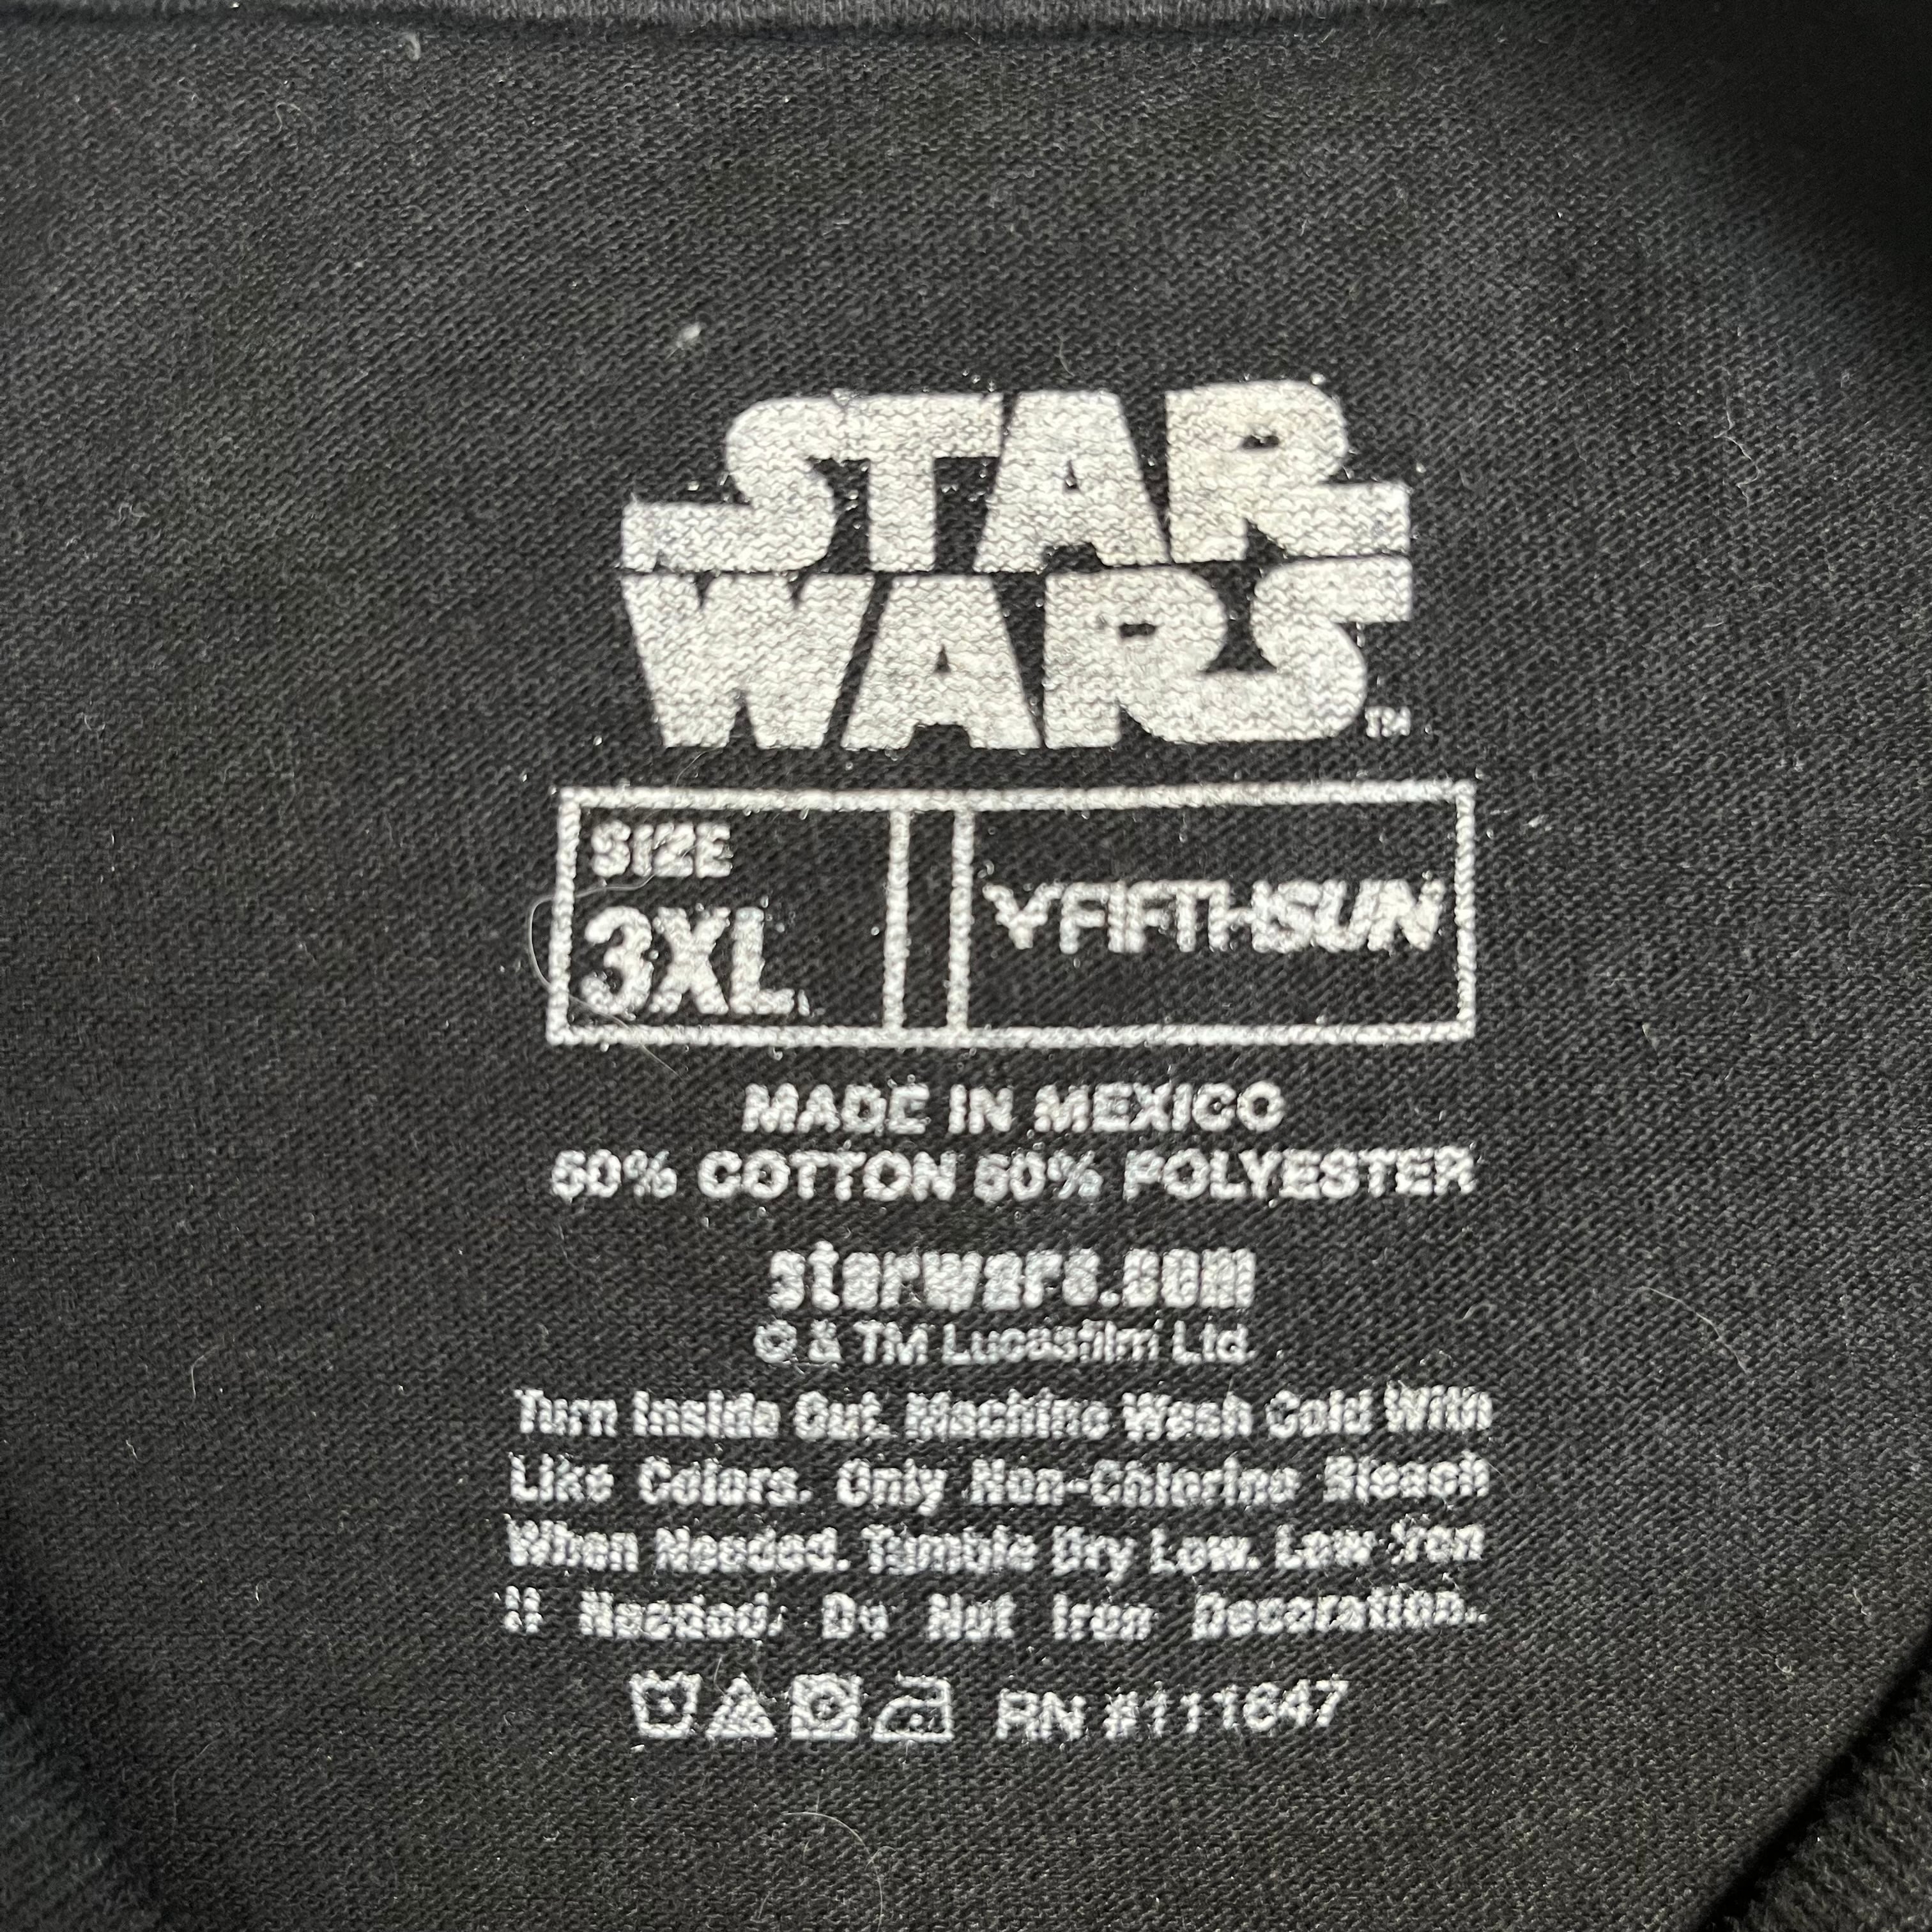 STAR
WARS
TM
SIZE
3XL
FIFTHSUN
MADE IN MEXICO
50% COTTON 50% POLYESTER
starwars.com
© & TM Lucasfilm Ltd.
Turn Inside Out. Machine Wash Cold With
Like Colors. Only Non-Chlorine Bleach
When Needed. Tumble Dry Low. Low Iron
If Needed. Do Not Iron Decoration.
RN #111647